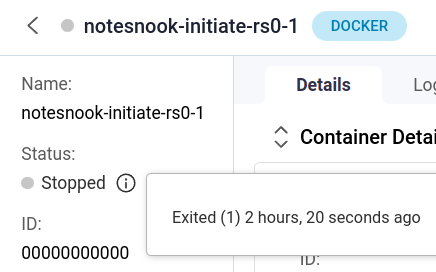 notesnook-initiate-rs0-1
DOCKER
Name:
notesnook-initiate-rs0-1
Status:
Stopped
ID:
00000000000
Details
Log
Container Detai
Exited (1) 2 hours, 20 seconds ago
ID: